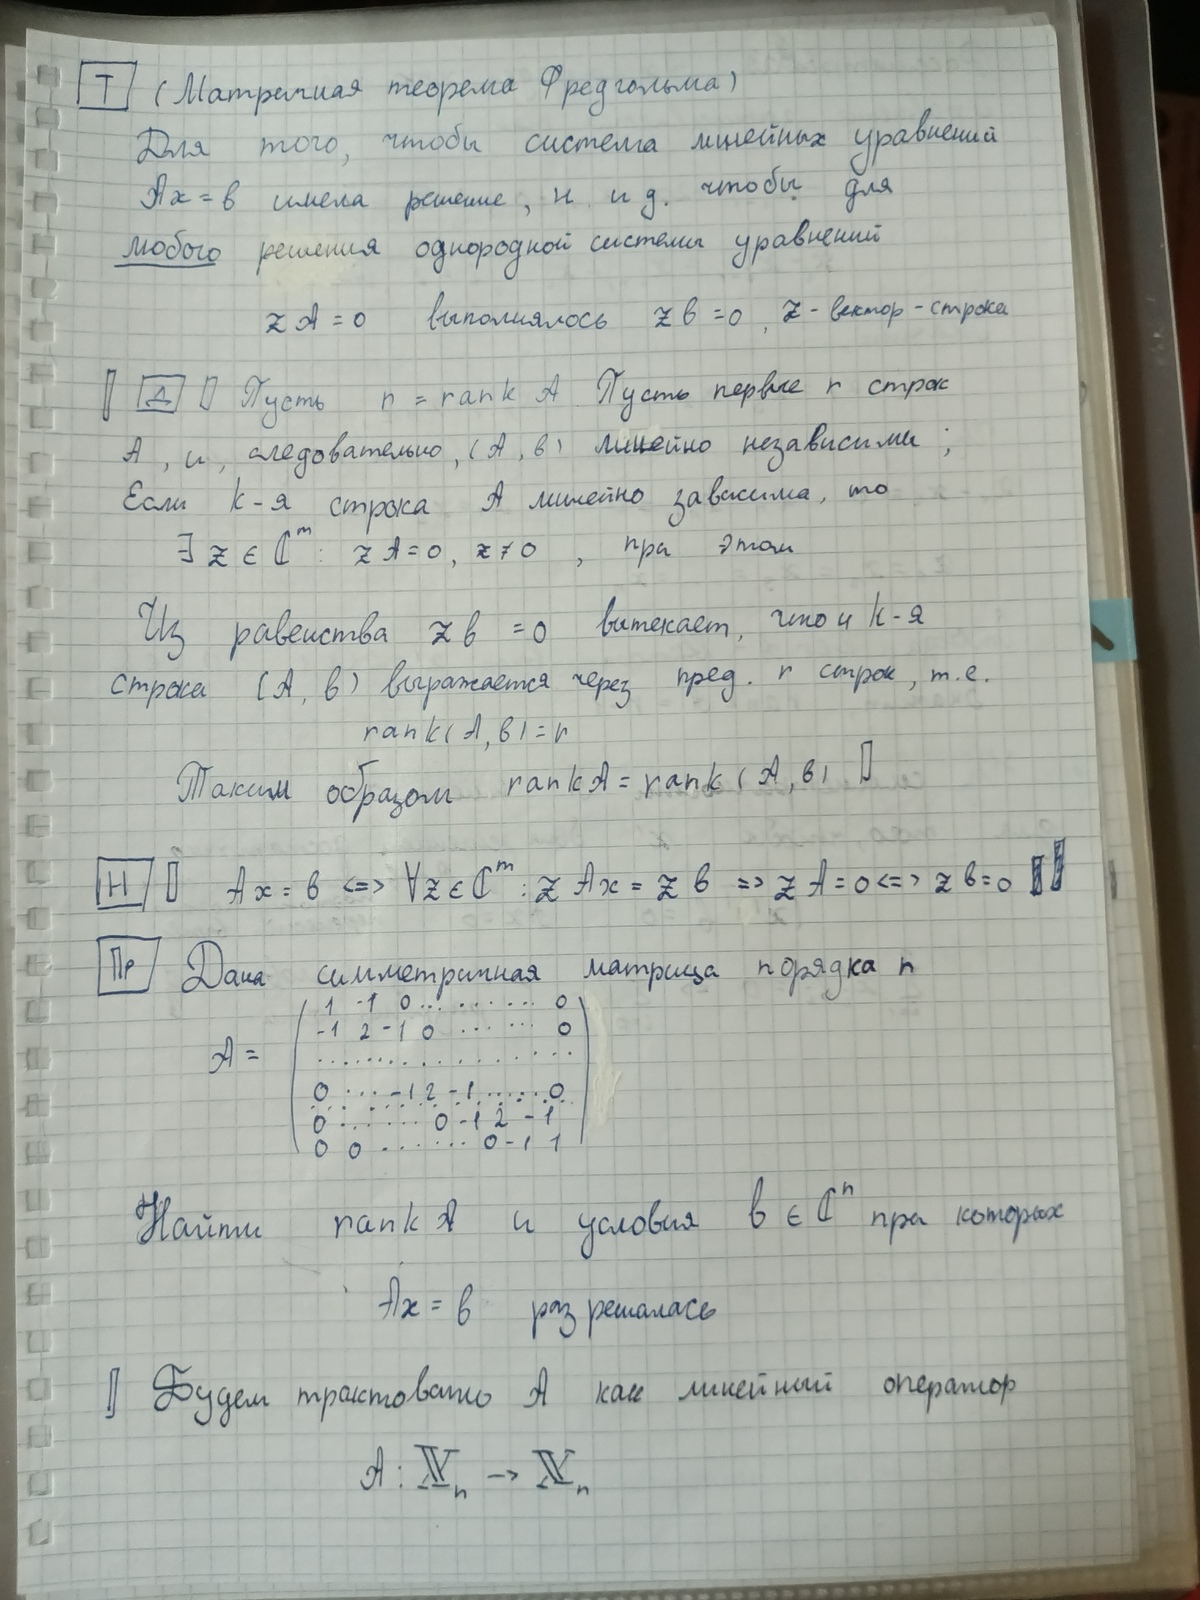 Т (Матричная теорема Фредгольма)
Для того, чтобы система линейных уравнений
Ax = b имела решение, н. и д. чтобы для
любого решения однородной системы уравнений
zA = 0 выполнялось zb = 0, z - вектор - строка
[] Д [] Пусть r = rank A Пусть первые r строк
A, и, следовательно, (A, b) линейно независимы;
Если k-я строка A линейно зависима, то
∃ z ∈ ℂ^m : zA = 0, z ≠ 0 , при этом
Из равенства zb = 0 вытекает, что и k-я
строка (A, b) выражается через пред. r строк, т.е.
rank(A, b) = r
Таким образом rank A = rank (A, b) []
Н [] Ax = b <=> ∀z ∈ ℂ^m : zAx = zb => zA = 0 <=> zb = 0 []
Пр Дана симметричная матрица порядка n
1 -1 0 ......... 0
-1 2 -1 0 ...... 0
A = ...............
0 ... -1 2 -1 ..... 0
0 ....... 0 -1 2 -1
0 0 ........ 0 -1 1
Найти rank A и условия b ∈ ℂ^n при которых
Ax = b разрешалась
[] Будем трактовать A как линейный оператор
A : 𝕏n → 𝕏n